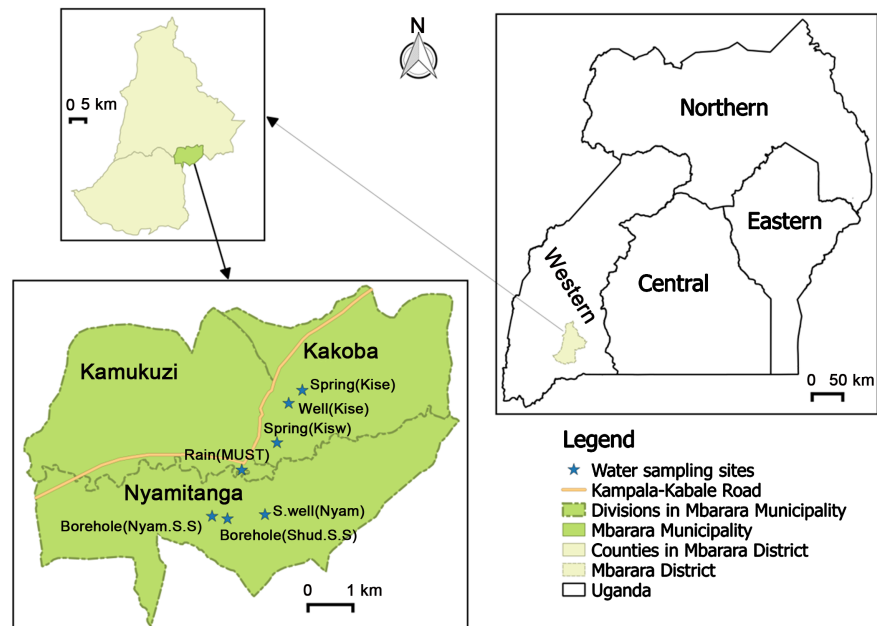 N
0 5 km
Northern
Eastern
Western
Central
0 50 km
Kamukuzi
Kakoba
Spring(Kise)
Well(Kise)
Spring(Kisw)
Rain(MUST)
Nyamitanga
S.well(Nyam)
Borehole(Nyam.S.S)
Borehole(Shud.S.S)
0 1 km
Legend
Water sampling sites
Kampala-Kabale Road
Divisions in Mbarara Municipality
Mbarara Municipality
Counties in Mbarara District
Mbarara District
Uganda